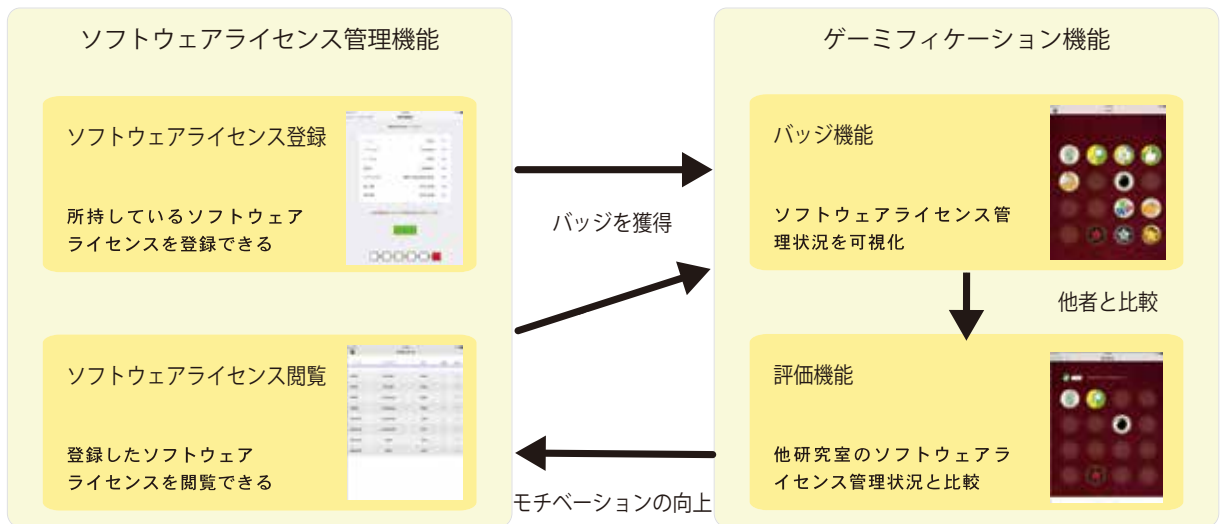 ソフトウェアライセンス管理機能
ソフトウェアライセンス登録
所持しているソフトウェア
ライセンスを登録できる
ソフトウェアライセンス閲覧
登録したソフトウェア
ライセンスを閲覧できる
バッジを獲得
モチベーションの向上
ゲーミフィケーション機能
バッジ機能
ソフトウェアライセンス管
理状況を可視化
他者と比較
評価機能
他研究室のソフトウェアラ
イセンス管理状況と比較